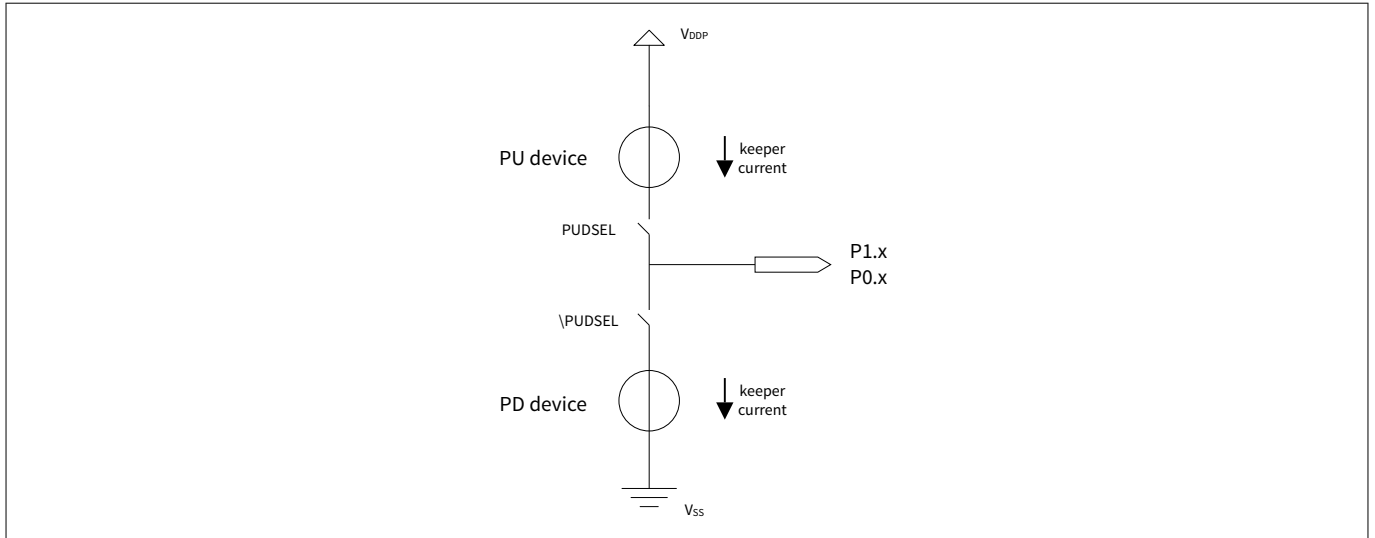 VDDP
PU device
keeper
current
PUDSEL
P1.x
P0.x
\PUDSEL
PD device
keeper
current
VSS